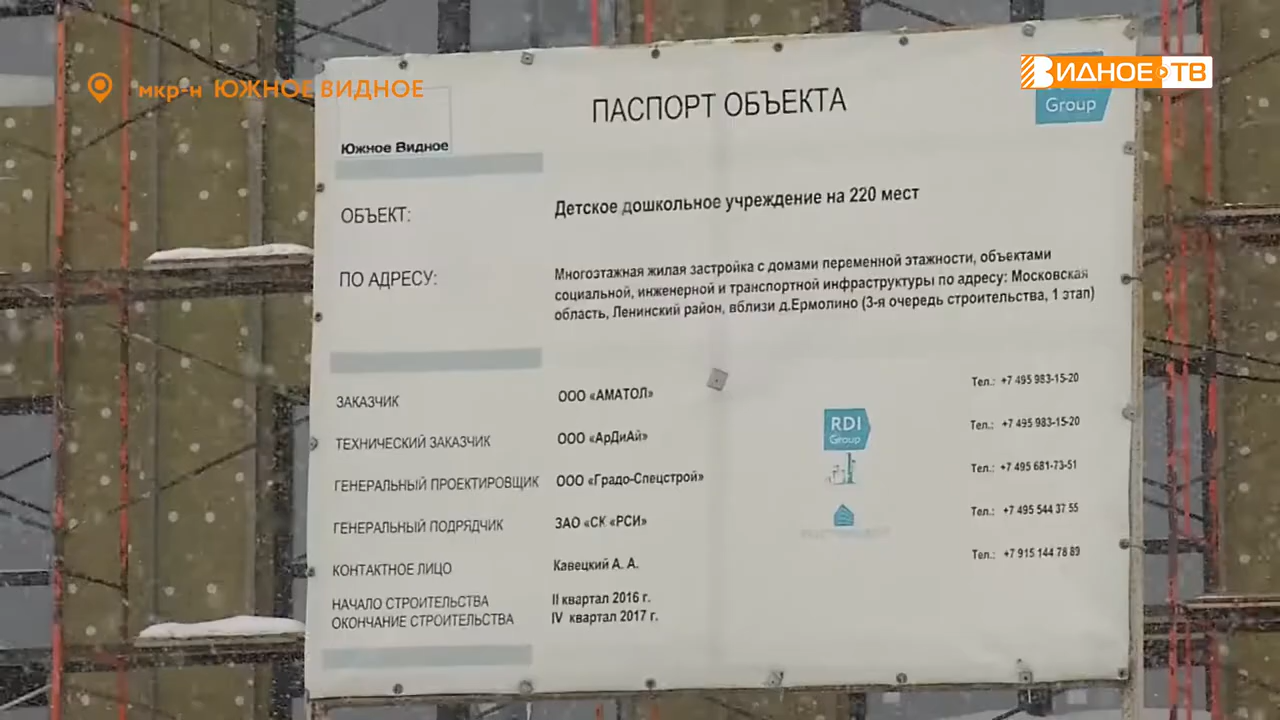 мкр-н ЮЖНОЕ ВИДНОЕ
ВИДНОЕ ТВ
Group
Южное Видное
ПАСПОРТ ОБЪЕКТА
ОБЪЕКТ: Детское дошкольное учреждение на 220 мест
ПО АДРЕСУ: Многоэтажная жилая застройка с домами переменной этажности, объектами
социальной, инженерной и транспортной инфраструктуры по адресу: Московская
область, Ленинский район, вблизи д.Ермолино (3-я очередь строительства, 1 этап)
ЗАКАЗЧИК ООО «АМАТОЛ» Тел.: +7 495 983-15-20
ТЕХНИЧЕСКИЙ ЗАКАЗЧИК ООО «АрДиАй» RDI Group Тел.: +7 495 983-15-20
ГЕНЕРАЛЬНЫЙ ПРОЕКТИРОВЩИК ООО «Градо-Спецстрой» Тел.: +7 495 681-73-51
ГЕНЕРАЛЬНЫЙ ПОДРЯДЧИК ЗАО «СК «РСИ» Тел.: +7 495 544 37 55
КОНТАКТНОЕ ЛИЦО Кавецкий А. А. Тел.: +7 915 144 78 89
НАЧАЛО СТРОИТЕЛЬСТВА II квартал 2016 г.
ОКОНЧАНИЕ СТРОИТЕЛЬСТВА IV квартал 2017 г.